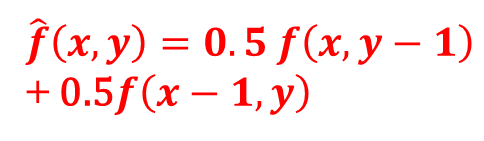 f̂(x, y) = 0.5 f(x, y − 1)
+ 0.5f(x − 1, y)